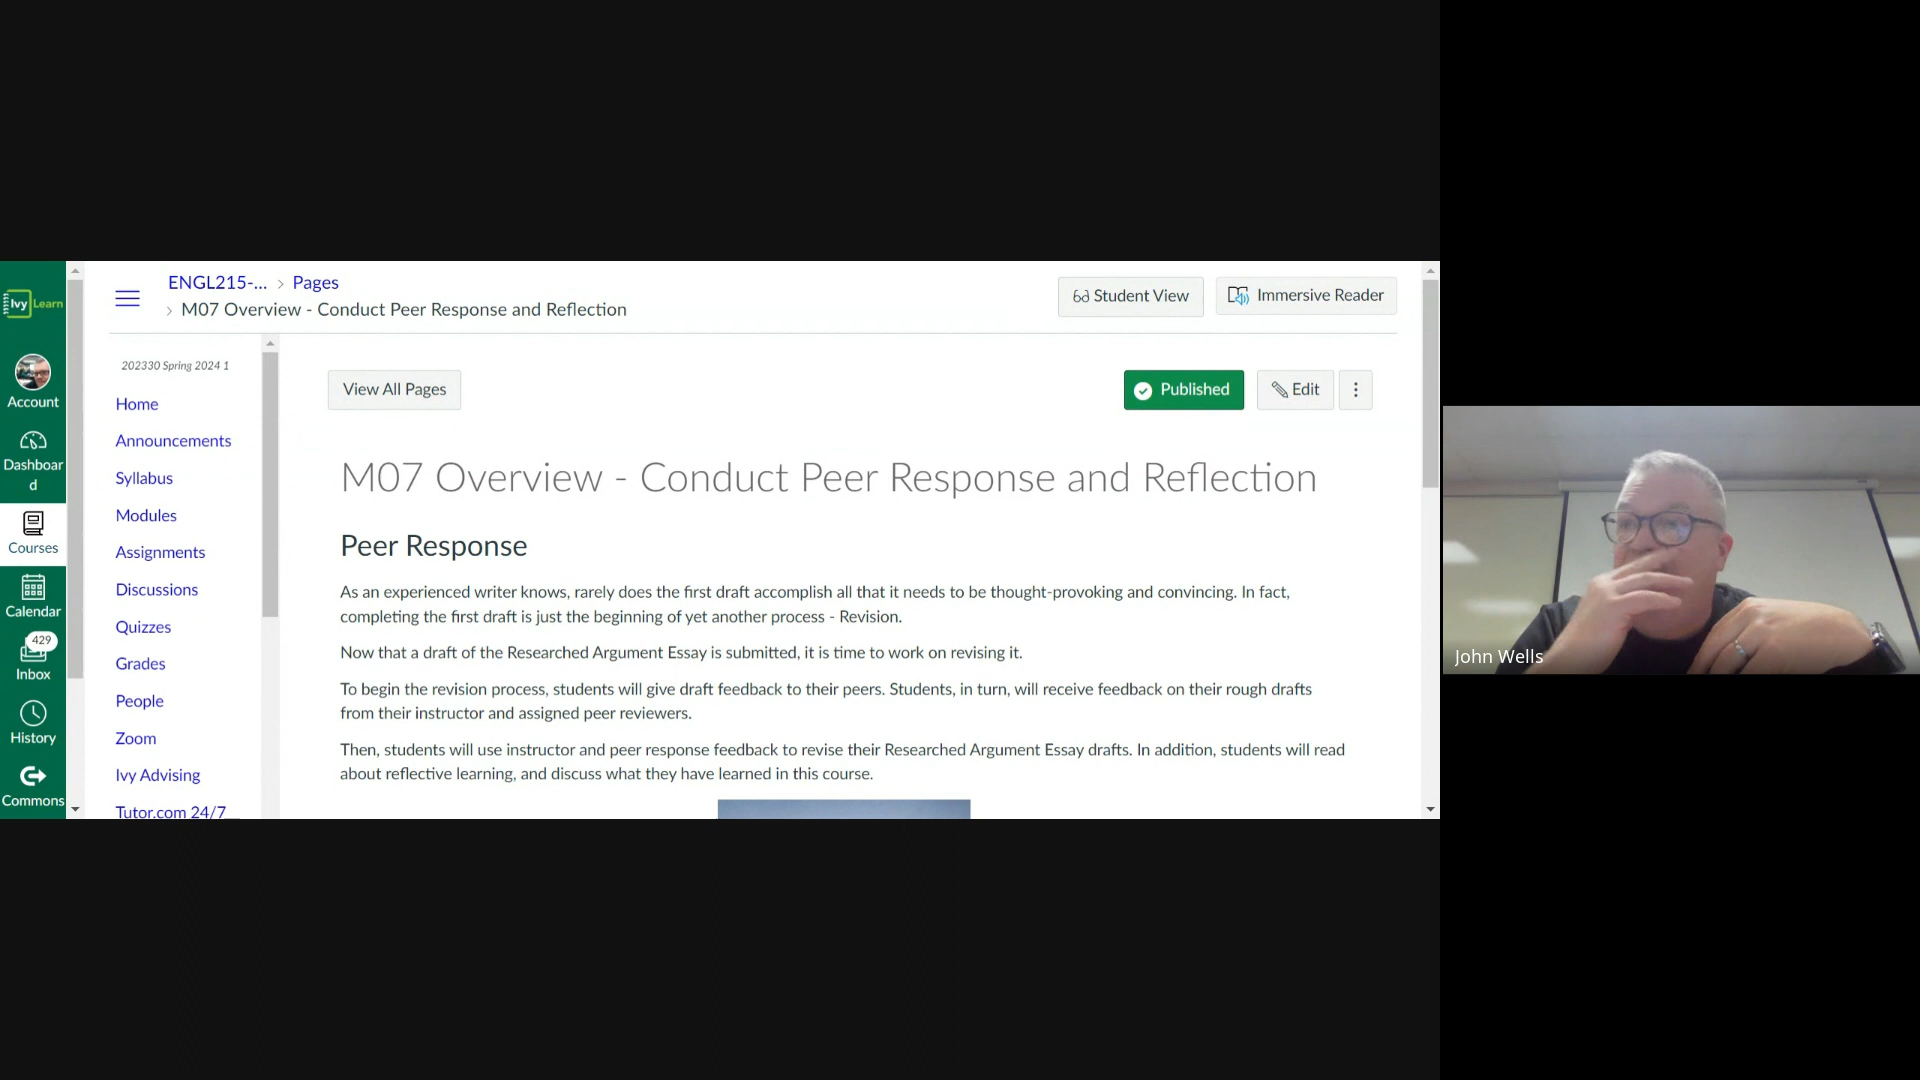 Ivy Learn
Account
Dashboar
d
Courses
Calendar
429
Inbox
History
Commons
ENGL215-... > Pages
> M07 Overview - Conduct Peer Response and Reflection
Student View
Immersive Reader
202330 Spring 2024 1
Home
Announcements
Syllabus
Modules
Assignments
Discussions
Quizzes
Grades
People
Zoom
Ivy Advising
Tutor.com 24/7
View All Pages
Published
Edit
M07 Overview - Conduct Peer Response and Reflection
Peer Response
As an experienced writer knows, rarely does the first draft accomplish all that it needs to be thought-provoking and convincing. In fact,
completing the first draft is just the beginning of yet another process - Revision.
Now that a draft of the Researched Argument Essay is submitted, it is time to work on revising it.
To begin the revision process, students will give draft feedback to their peers. Students, in turn, will receive feedback on their rough drafts
from their instructor and assigned peer reviewers.
Then, students will use instructor and peer response feedback to revise their Researched Argument Essay drafts. In addition, students will read
about reflective learning, and discuss what they have learned in this course.
John Wells